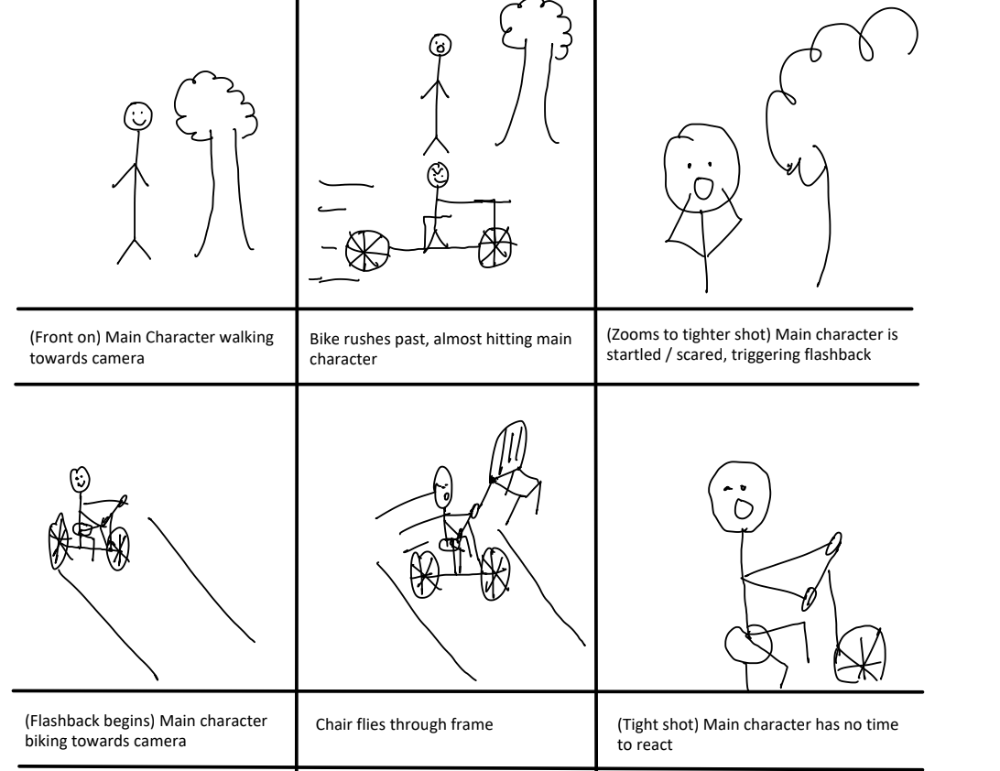 (Front on) Main Character walking
towards camera
Bike rushes past, almost hitting main
character
(Zooms to tighter shot) Main character is
startled / scared, triggering flashback
(Flashback begins) Main character
biking towards camera
Chair flies through frame
(Tight shot) Main character has no time
to react